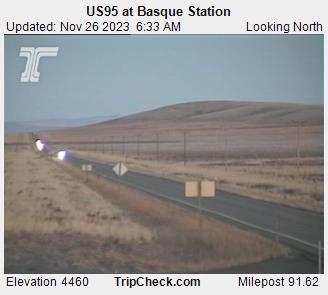 US95 at Basque Station
Updated: Nov 26 2023 6:33 AM Looking North
Elevation 4460 TripCheck.com Milepost 91.62